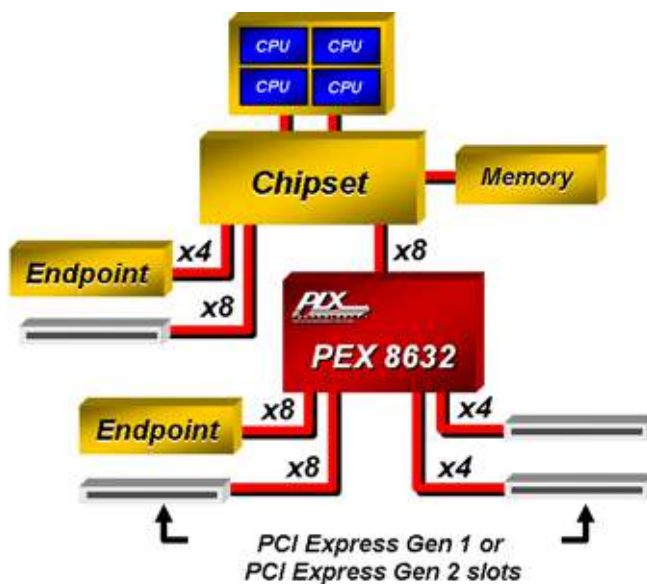 CPU CPU
CPU CPU
Chipset
Memory
x4
x8
Endpoint
x8
PLX
PEX 8632
x8
x4
Endpoint
x8
x4
PCI Express Gen 1 or
PCI Express Gen 2 slots